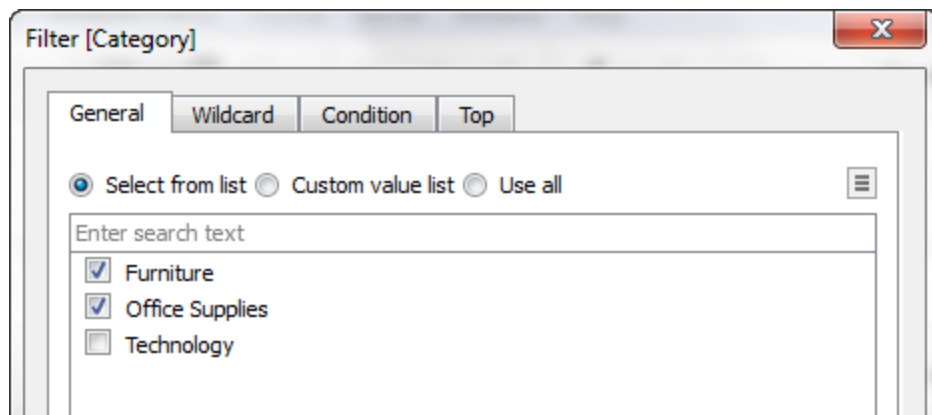 Filter [Category]
General Wildcard Condition Top
Select from list Custom value list Use all
Enter search text
Furniture
Office Supplies
Technology